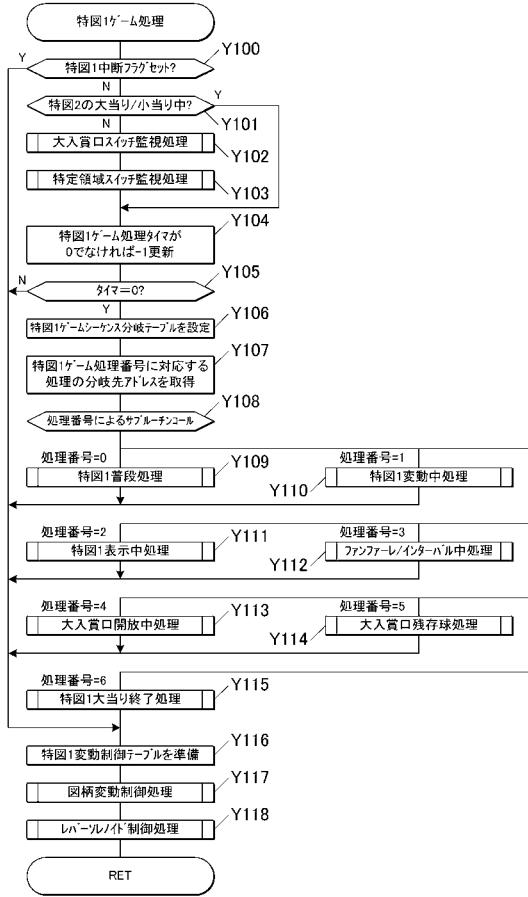 特図1ゲーム処理
Y100
Y
特図1中断フラグセット?
N
特図2の大当り/小当り中?
Y
Y101
N
大入賞口スイッチ監視処理
Y102
特定領域スイッチ監視処理
Y103
Y104
特図1ゲーム処理タイマが
0でなければ-1更新
Y105
N
タイマ=0?
Y
Y106
特図1ゲームシーケンス分岐テーブルを設定
Y107
特図1ゲーム処理番号に対応する
処理の分岐先アドレスを取得
Y108
処理番号によるサブルーチンコール
処理番号=0
Y109
特図1普段処理
処理番号=1
Y110
特図1変動中処理
処理番号=2
Y111
特図1表示中処理
処理番号=3
Y112
ファンファーレ/インターバル中処理
処理番号=4
Y113
大入賞口開放中処理
処理番号=5
Y114
大入賞口残存球処理
処理番号=6
Y115
特図1大当り終了処理
Y116
特図1変動制御テーブルを準備
Y117
図柄変動制御処理
Y118
レバーソレノイド制御処理
RET